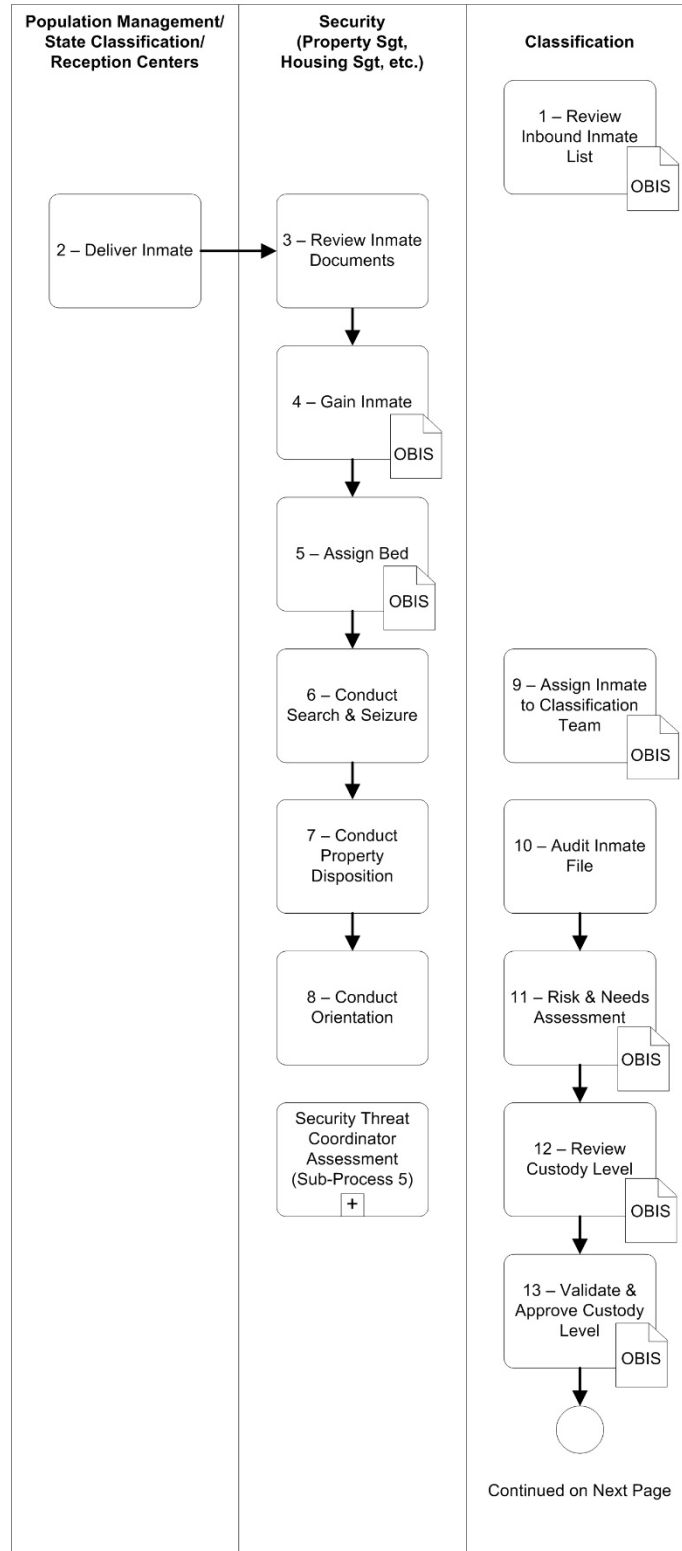 Population Management/
State Classification/
Reception Centers
Security
(Property Sgt,
Housing Sgt, etc.)
Classification
1 – Review
Inbound Inmate
List
OBIS
2 – Deliver Inmate
3 – Review Inmate
Documents
4 – Gain Inmate
OBIS
5 – Assign Bed
OBIS
6 – Conduct
Search & Seizure
9 – Assign Inmate
to Classification
Team
OBIS
7 – Conduct
Property
Disposition
10 – Audit Inmate
File
8 – Conduct
Orientation
11 – Risk & Needs
Assessment
OBIS
Security Threat
Coordinator
Assessment
(Sub-Process 5)
+
12 – Review
Custody Level
OBIS
13 – Validate &
Approve Custody
Level
OBIS
Continued on Next Page